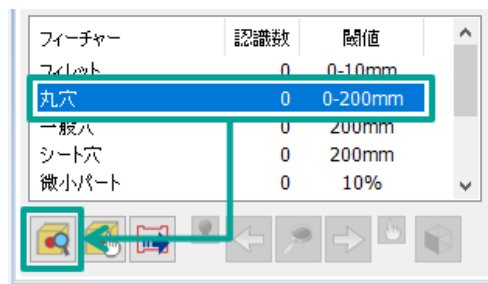 フィーチャー 認識数 閾値
フィレット 0 0-10mm
丸穴 0 0-200mm
一般穴 0 200mm
シート穴 0 200mm
微小パート 0 10%